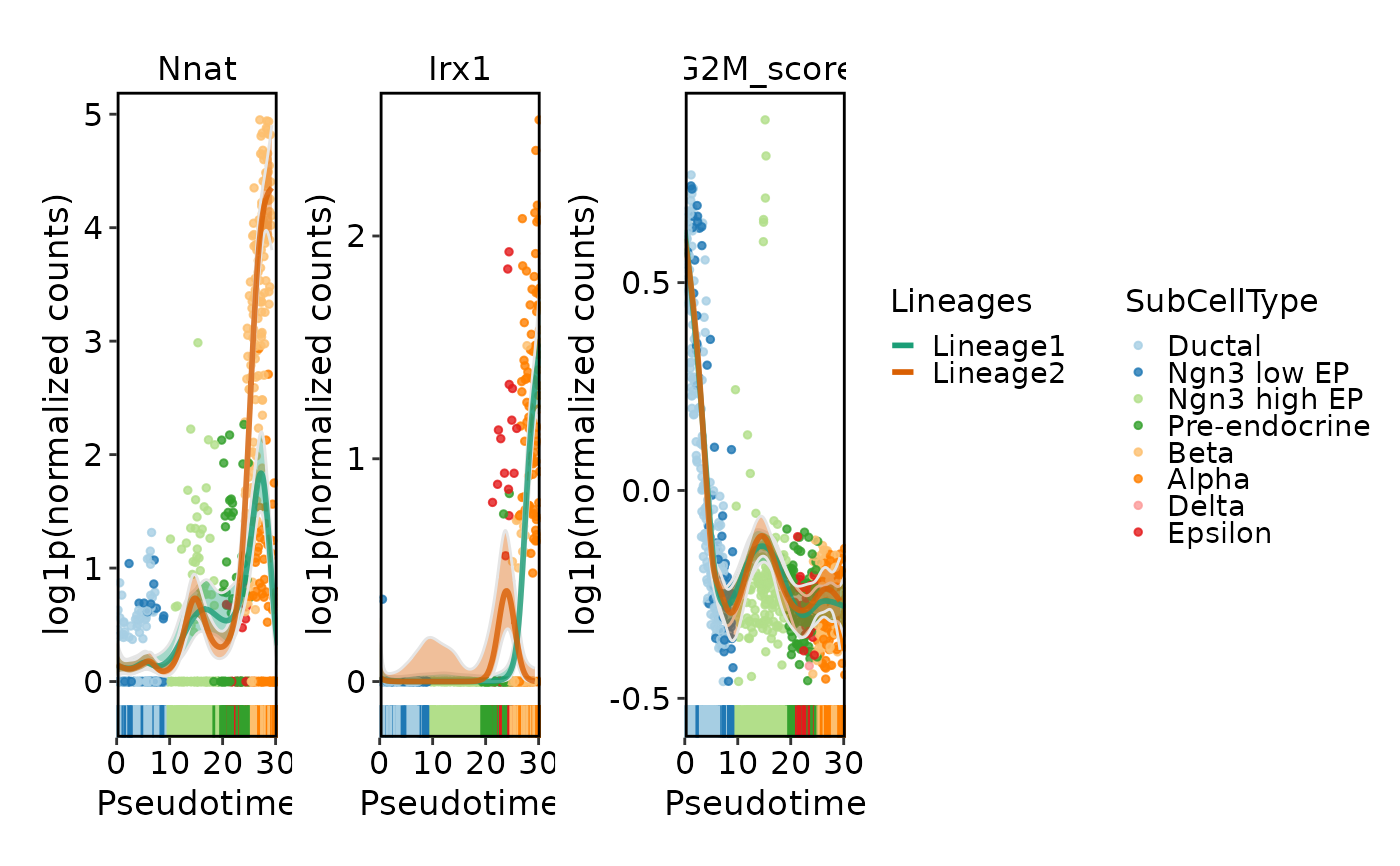 Nnat
log1p(normalized counts)
5
4
3
2
1
0
0 10 20 30
Pseudotime
Irx1
log1p(normalized counts)
2
1
0
0 10 20 30
Pseudotime
G2M_score
log1p(normalized counts)
0.5
0.0
-0.5
0 10 20 30
Pseudotime
Lineages
Lineage1
Lineage2
SubCellType
Ductal
Ngn3 low EP
Ngn3 high EP
Pre-endocrine
Beta
Alpha
Delta
Epsilon